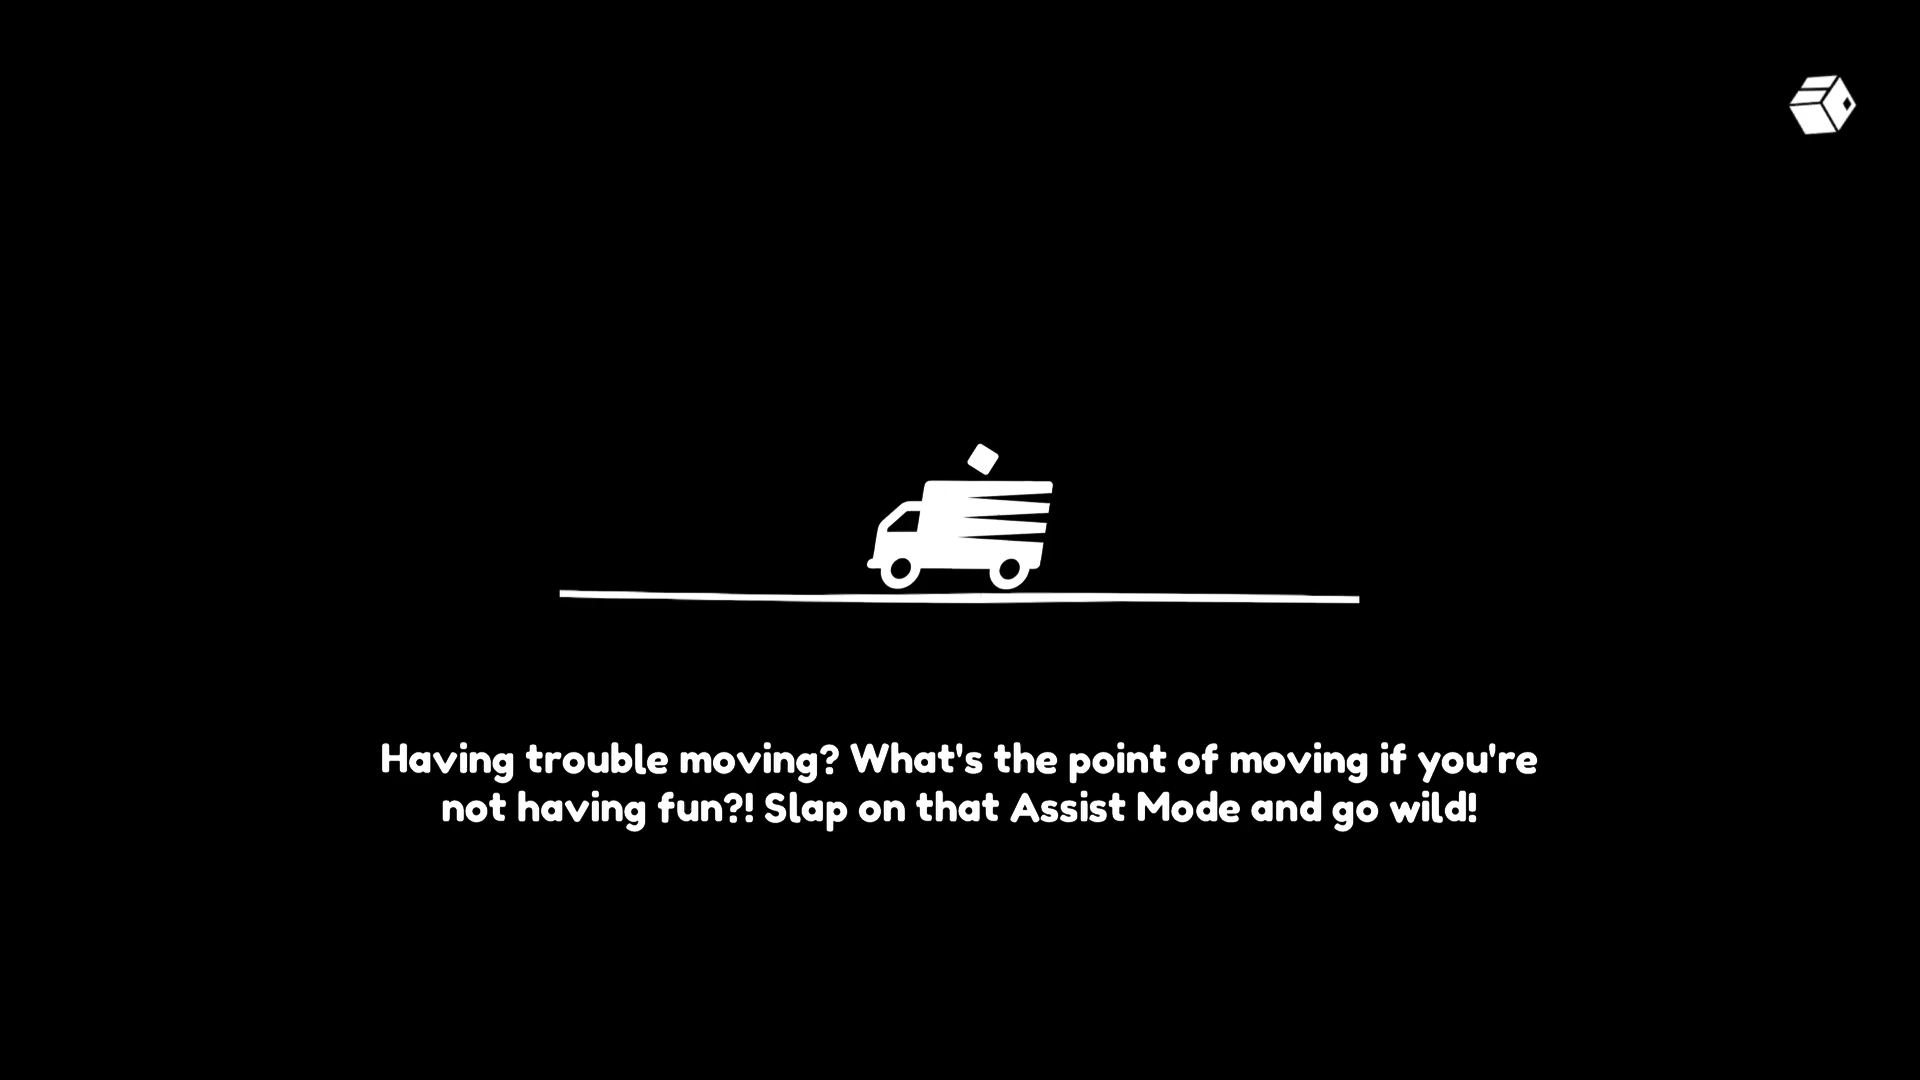 Having trouble moving? What's the point of moving if you're
not having fun?! Slap on that Assist Mode and go wild!